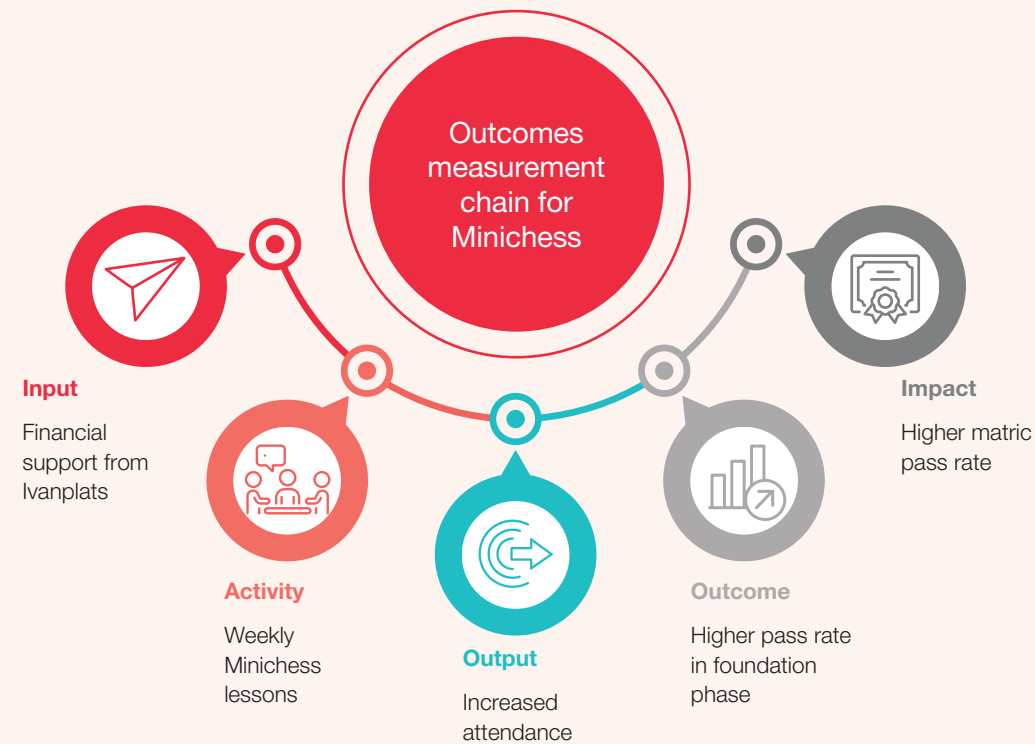 Outcomes
measurement
chain for
Minichess
Input
Financial
support from
Ivanplats
Activity
Weekly
Minichess
lessons
Output
Increased
attendance
Outcome
Higher pass rate
in foundation
phase
Impact
Higher matric
pass rate